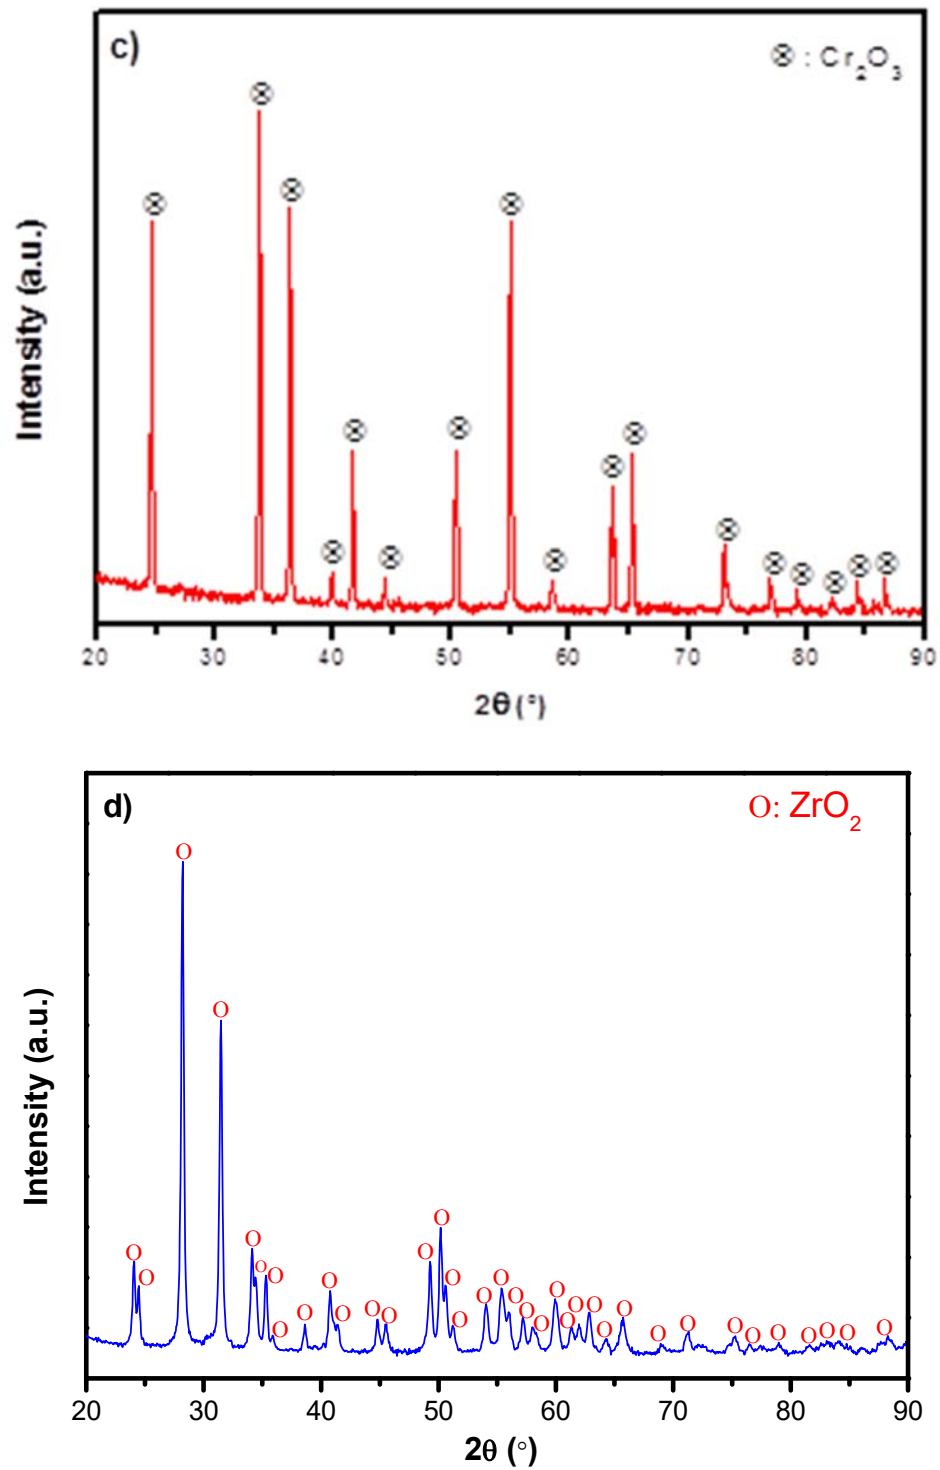 c)
⊗ : Cr₂O₃
Intensity (a.u.)
20 30 40 50 60 70 80 90
2θ (°)
d)
O: ZrO₂
Intensity (a.u.)
20 30 40 50 60 70 80 90
2θ (°)